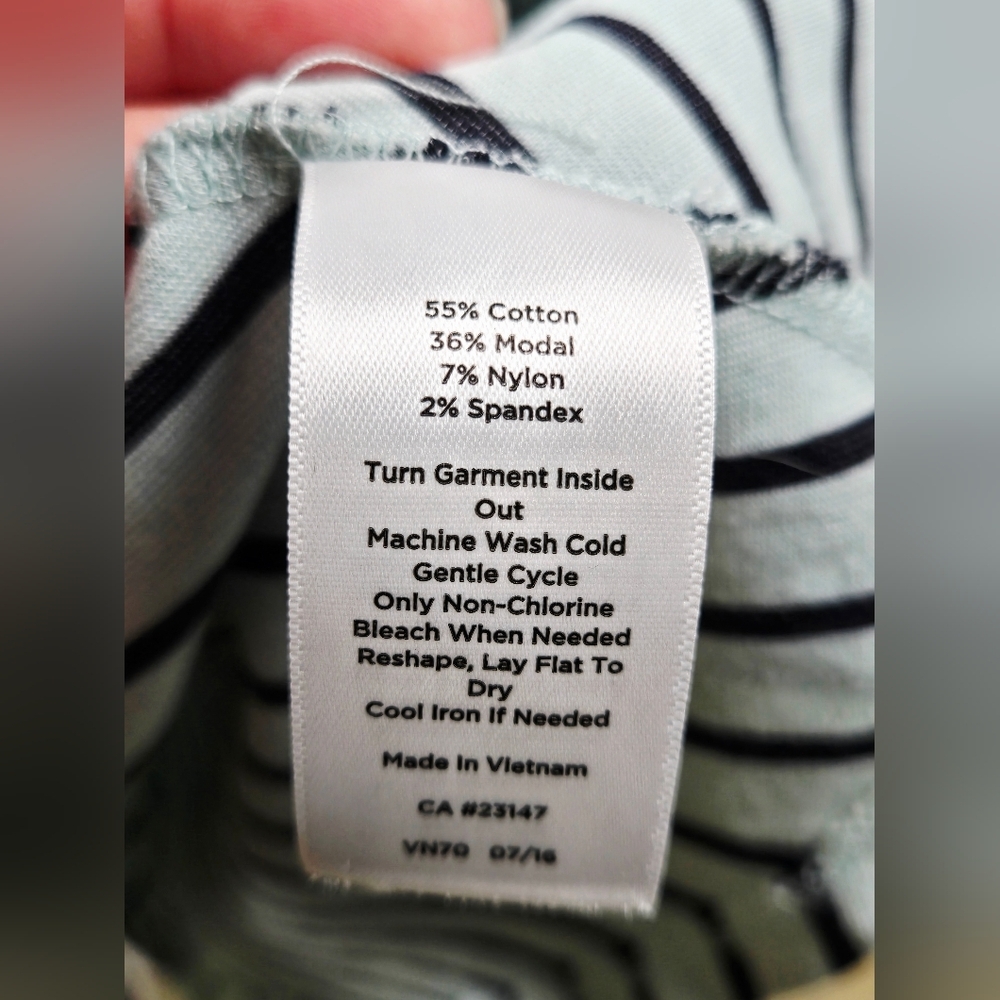 55% Cotton
36% Modal
7% Nylon
2% Spandex
Turn Garment Inside
Out
Machine Wash Cold
Gentle Cycle
Only Non-Chlorine
Bleach When Needed
Reshape, Lay Flat To
Dry
Cool Iron If Needed
Made In Vietnam
CA #23147
VN70 07/16